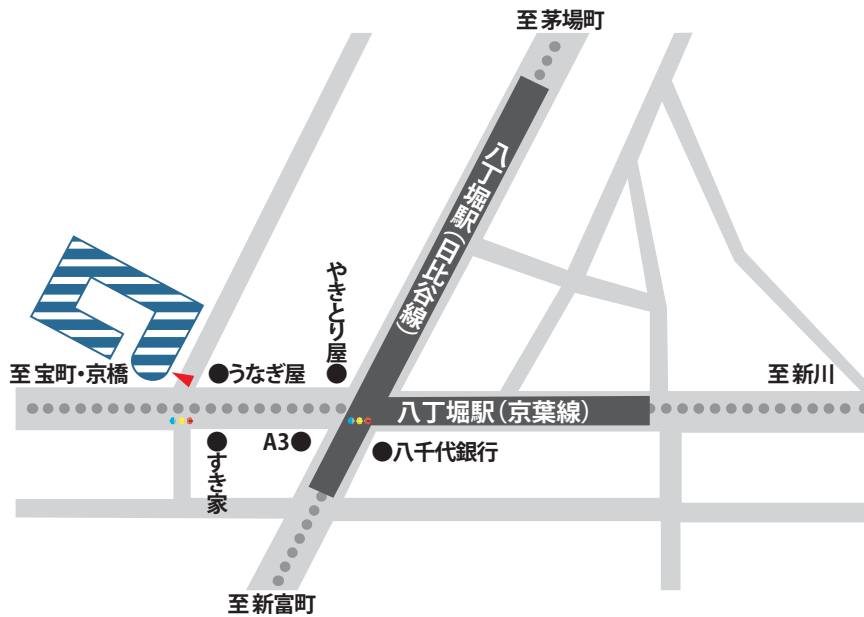 至 茅場町
八丁堀駅（日比谷線）
やきとり屋
至 宝町・京橋
●うなぎ屋
至 新川
八丁堀駅（京葉線）
A3●
●八千代銀行
すき家
至 新富町